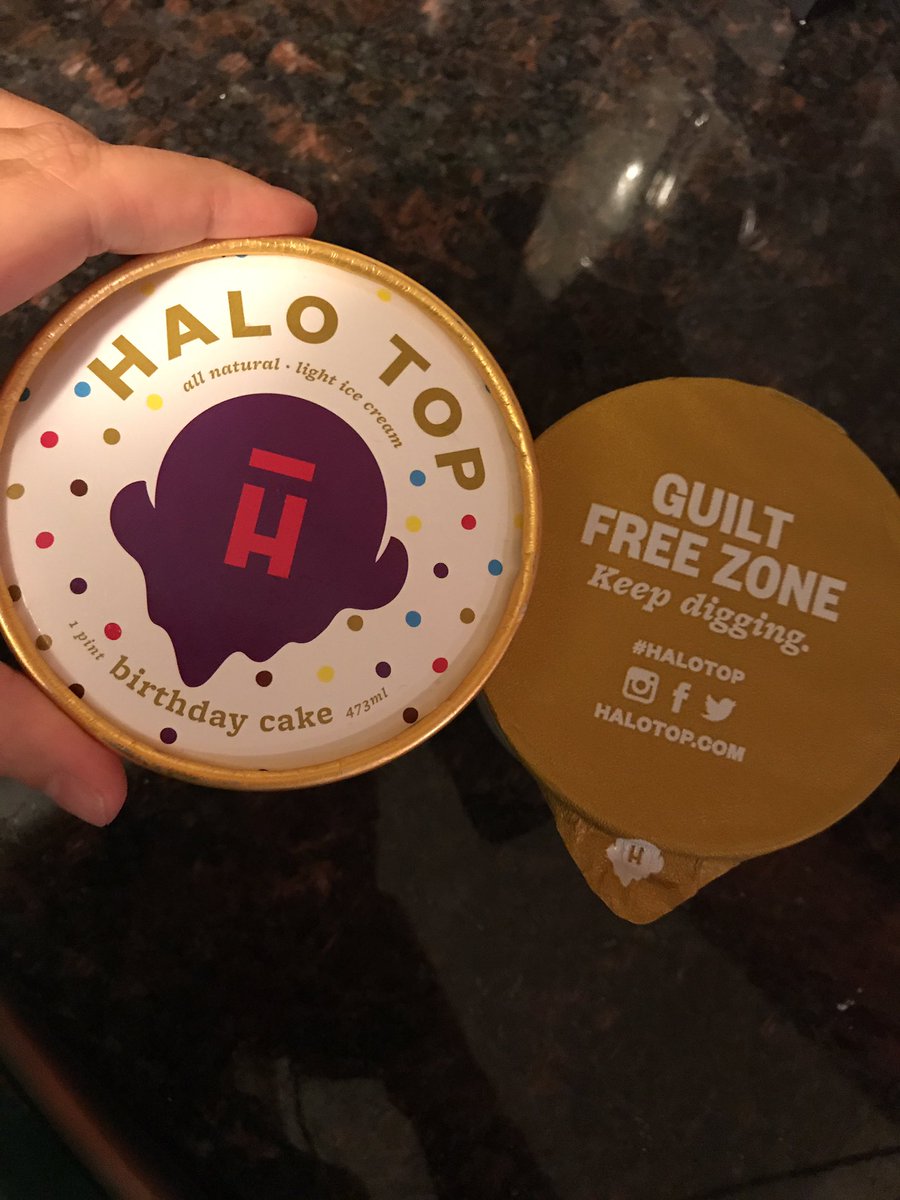 HALO TOP
all natural · light ice cream
H
1 pint birthday cake 473ml
GUILT
FREE ZONE
Keep digging.
#HALOTOP
HALOTOP.COM
H